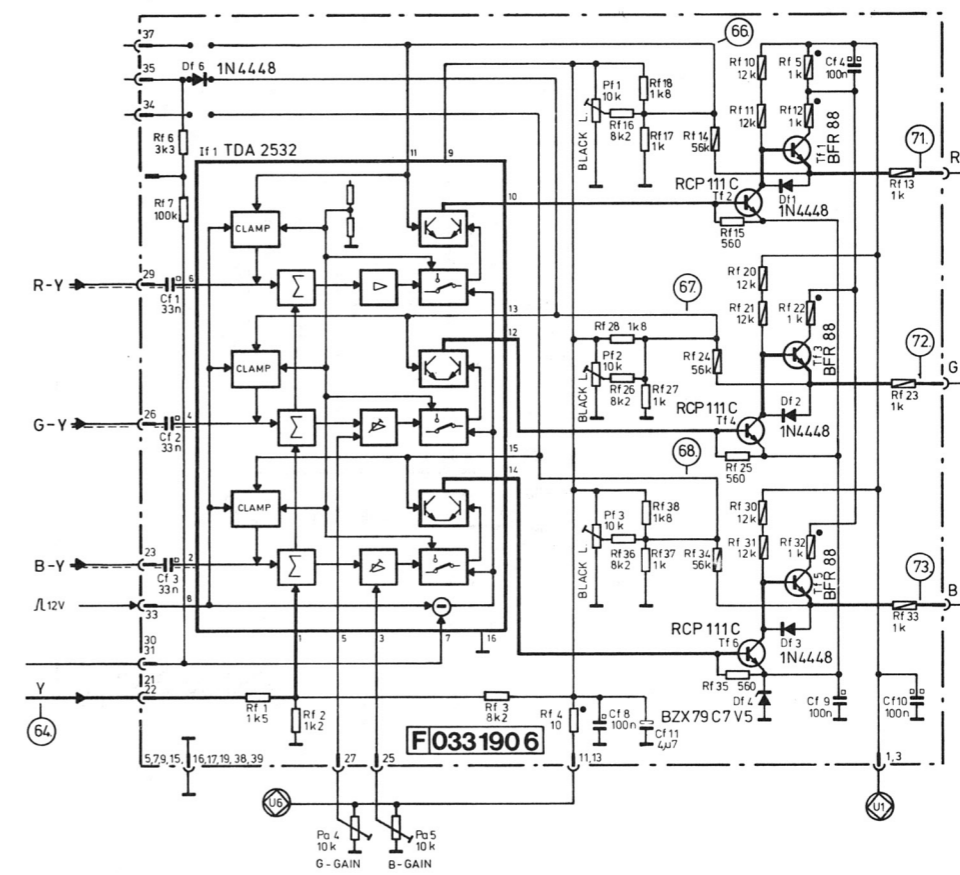 37
66.
35
Df 6
1N4448
34
Rf 6
3k3
Rf 7
100k
If 1 TDA 2532
11
9
Pf 1
10 k
Rf 18
1k8
BLACK L.
Rf 16
8k2
Rf 17
1k
Rf 14
56k
Rf 10
12k
Rf 5
1k
Cf 4
100n
Rf 11
12k
Rf 12
1k
Tf 1
BFR 88
71.
R
Rf 13
1 k
RCP 111 C
Tf 2
Df1
1N4448
Rf 15
560
10
CLAMP
R-Y
29
Cf 1
33n
6
Σ
13
12
67.
Rf 20
12k
Rf 21
12k
Rf 22
1 k
Tf 3
BFR 88
Rf 28 1k8
Pf 2
10 k
BLACK L.
Rf 26
8k2
Rf 27
1k
Rf 24
56k
72.
G
Rf 23
1k
RCP 111 C
Tf 4
Df 2
1N4448
Rf 25
560
CLAMP
G-Y
26
Cf 2
33n
4
Σ
15
14
68.
Rf 30
12k
Rf 31
12k
Rf 32
1 k
Tf 5
BFR 88
Pf 3
10 k
Rf 38
1k8
BLACK L.
Rf 36
8k2
Rf 37
1k
Rf 34
56k
73.
B
Rf 33
1 k
RCP 111 C
Tf 6
Df 3
1N4448
Rf 35 560
CLAMP
B-Y
23
Cf 3
33n
2
Σ
12V
33
8
30
31
1
5
3
7
16
Y
21
22
64.
Rf 1
1k5
Rf 2
1k2
Rf 3
8k2
Rf 4
10
Cf 8
100n
Cf 11
4µ7
Df 4
BZX79 C7 V5
Cf 9
100n
Cf 10
100n
F 033 190 6
5,7,9,15, 16,17,19, 38, 39
27
25
11,13
1, 3
U6
U1
Pa 4
10 k
G-GAIN
Pa 5
10k
B-GAIN